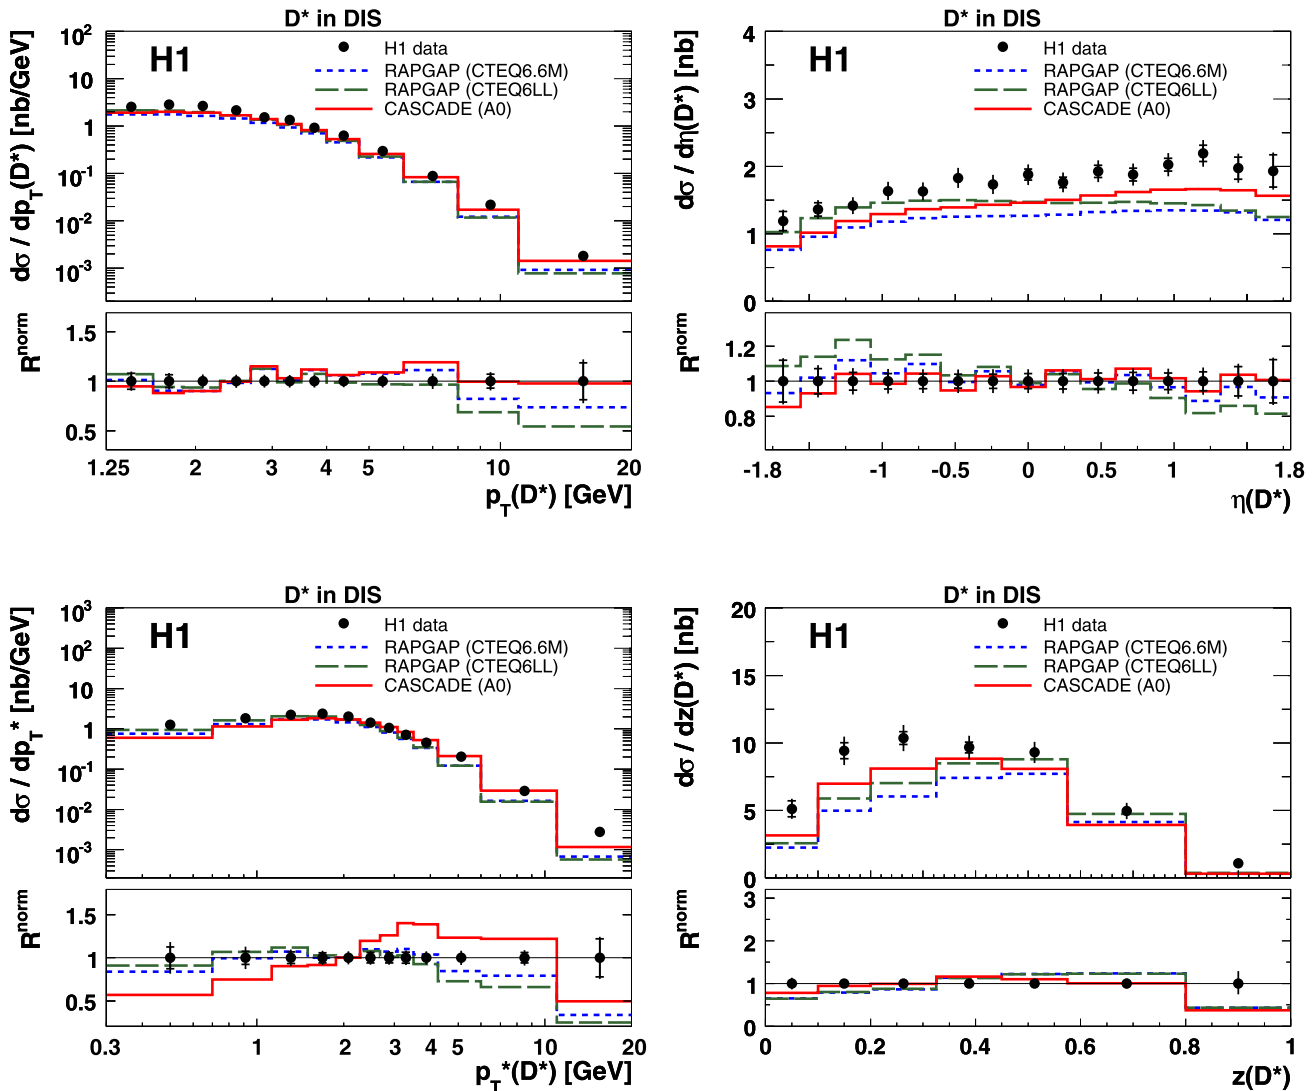 D* in DIS
H1
H1 data
RAPGAP (CTEQ6.6M)
RAPGAP (CTEQ6LL)
CASCADE (A0)
dσ / dp_T(D*) [nb/GeV]
10^2
10
1
10^-1
10^-2
10^-3
R^norm
1.5
1
0.5
1.25 2 3 4 5 10 20
p_T(D*) [GeV]
D* in DIS
H1
H1 data
RAPGAP (CTEQ6.6M)
RAPGAP (CTEQ6LL)
CASCADE (A0)
dσ / dη(D*) [nb]
4
3
2
1
0
R^norm
1.2
1
0.8
-1.8 -1 -0.5 0 0.5 1 1.8
η(D*)
D* in DIS
H1
H1 data
RAPGAP (CTEQ6.6M)
RAPGAP (CTEQ6LL)
CASCADE (A0)
dσ / dp_T* [nb/GeV]
10^3
10^2
10
1
10^-1
10^-2
10^-3
R^norm
1.5
1
0.5
0.3 1 2 3 4 5 10 20
p_T*(D*) [GeV]
D* in DIS
H1
H1 data
RAPGAP (CTEQ6.6M)
RAPGAP (CTEQ6LL)
CASCADE (A0)
dσ / dz(D*) [nb]
20
15
10
5
0
R^norm
3
2
1
0
0 0.2 0.4 0.6 0.8 1
z(D*)